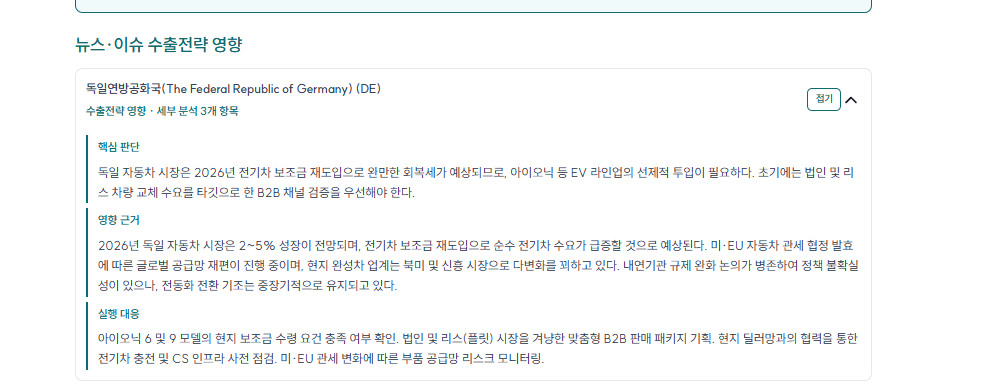 뉴스·이슈 수출전략 영향
독일연방공화국(The Federal Republic of Germany) (DE)
수출전략 영향 · 세부 분석 3개 항목
접기
핵심 판단
독일 자동차 시장은 2026년 전기차 보조금 재도입으로 완만한 회복세가 예상되므로, 아이오닉 등 EV 라인업의 선제적 투입이 필요하다. 초기에는 법인 및 리
스 차량 교체 수요를 타깃으로 한 B2B 채널 검증을 우선해야 한다.
영향 근거
2026년 독일 자동차 시장은 2~5% 성장이 전망되며, 전기차 보조금 재도입으로 순수 전기차 수요가 급증할 것으로 예상된다. 미·EU 자동차 관세 협정 발효
에 따른 글로벌 공급망 재편이 진행 중이며, 현지 완성차 업계는 북미 및 신흥 시장으로 다변화를 꾀하고 있다. 내연기관 규제 완화 논의가 병존하여 정책 불확실
성이 있으나, 전동화 전환 기조는 중장기적으로 유지되고 있다.
실행 대응
아이오닉 6 및 9 모델의 현지 보조금 수령 요건 충족 여부 확인. 법인 및 리스(플릿) 시장을 겨냥한 맞춤형 B2B 판매 패키지 기획. 현지 딜러망과의 협력을 통한
전기차 충전 및 CS 인프라 사전 점검. 미·EU 관세 변화에 따른 부품 공급망 리스크 모니터링.